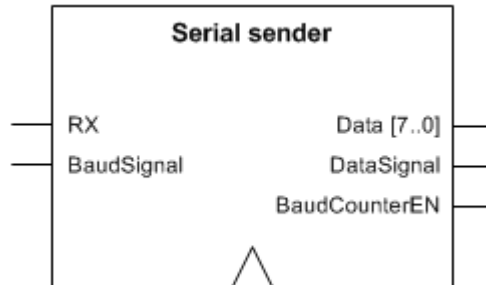 Serial sender
RX
Data [7..0]
BaudSignal
DataSignal
BaudCounterEN